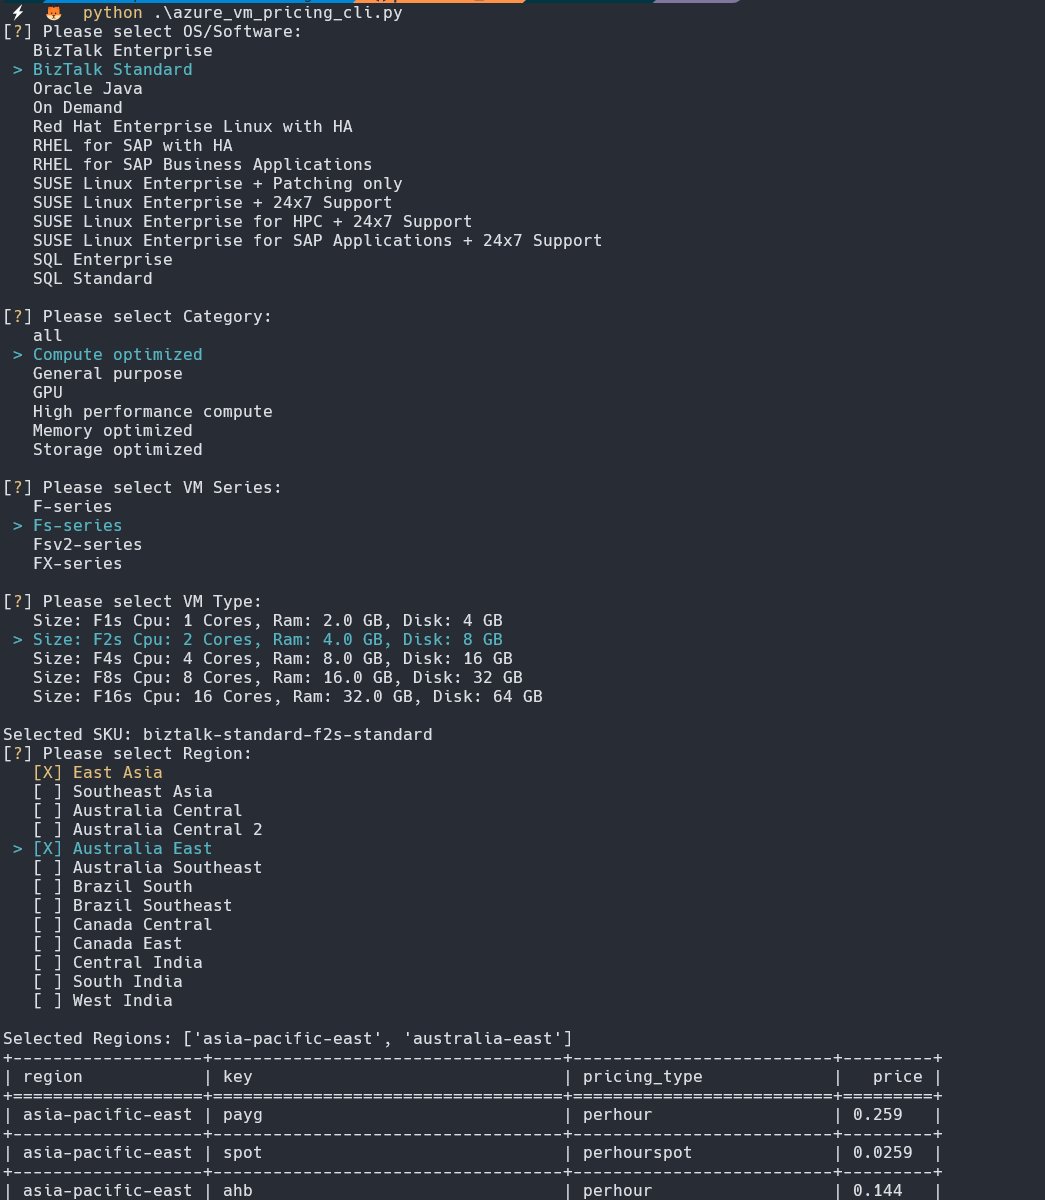 python .\azure_vm_pricing_cli.py
[?] Please select OS/Software:
   BizTalk Enterprise
 > BizTalk Standard
   Oracle Java
   On Demand
   Red Hat Enterprise Linux with HA
   RHEL for SAP with HA
   RHEL for SAP Business Applications
   SUSE Linux Enterprise + Patching only
   SUSE Linux Enterprise + 24x7 Support
   SUSE Linux Enterprise for HPC + 24x7 Support
   SUSE Linux Enterprise for SAP Applications + 24x7 Support
   SQL Enterprise
   SQL Standard
[?] Please select Category:
   all
 > Compute optimized
   General purpose
   GPU
   High performance compute
   Memory optimized
   Storage optimized
[?] Please select VM Series:
   F-series
 > Fs-series
   Fsv2-series
   FX-series
[?] Please select VM Type:
   Size: F1s Cpu: 1 Cores, Ram: 2.0 GB, Disk: 4 GB
 > Size: F2s Cpu: 2 Cores, Ram: 4.0 GB, Disk: 8 GB
   Size: F4s Cpu: 4 Cores, Ram: 8.0 GB, Disk: 16 GB
   Size: F8s Cpu: 8 Cores, Ram: 16.0 GB, Disk: 32 GB
   Size: F16s Cpu: 16 Cores, Ram: 32.0 GB, Disk: 64 GB
Selected SKU: biztalk-standard-f2s-standard
[?] Please select Region:
   [X] East Asia
   [ ] Southeast Asia
   [ ] Australia Central
   [ ] Australia Central 2
 > [X] Australia East
   [ ] Australia Southeast
   [ ] Brazil South
   [ ] Brazil Southeast
   [ ] Canada Central
   [ ] Canada East
   [ ] Central India
   [ ] South India
   [ ] West India
Selected Regions: ['asia-pacific-east', 'australia-east']
| region | key | pricing_type | price |
| asia-pacific-east | payg | perhour | 0.259 |
| asia-pacific-east | spot | perhourspot | 0.0259 |
| asia-pacific-east | ahb | perhour | 0.144 |